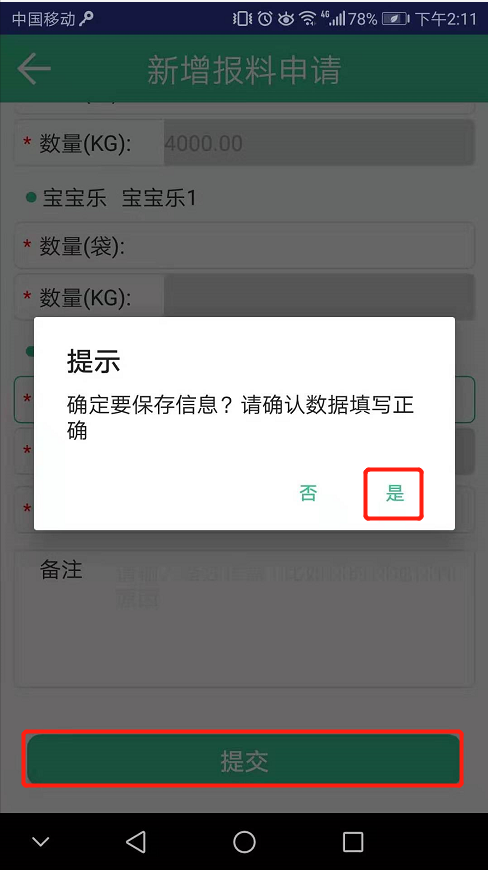 中国移动 4G 78% 下午2:11
新增报料申请
* 数量(KG): 4000.00
宝宝乐 宝宝乐1
* 数量(袋):
* 数量(KG):
提示
确定要保存信息？请确认数据填写正
确
*
*
否 是
*
备注
提交